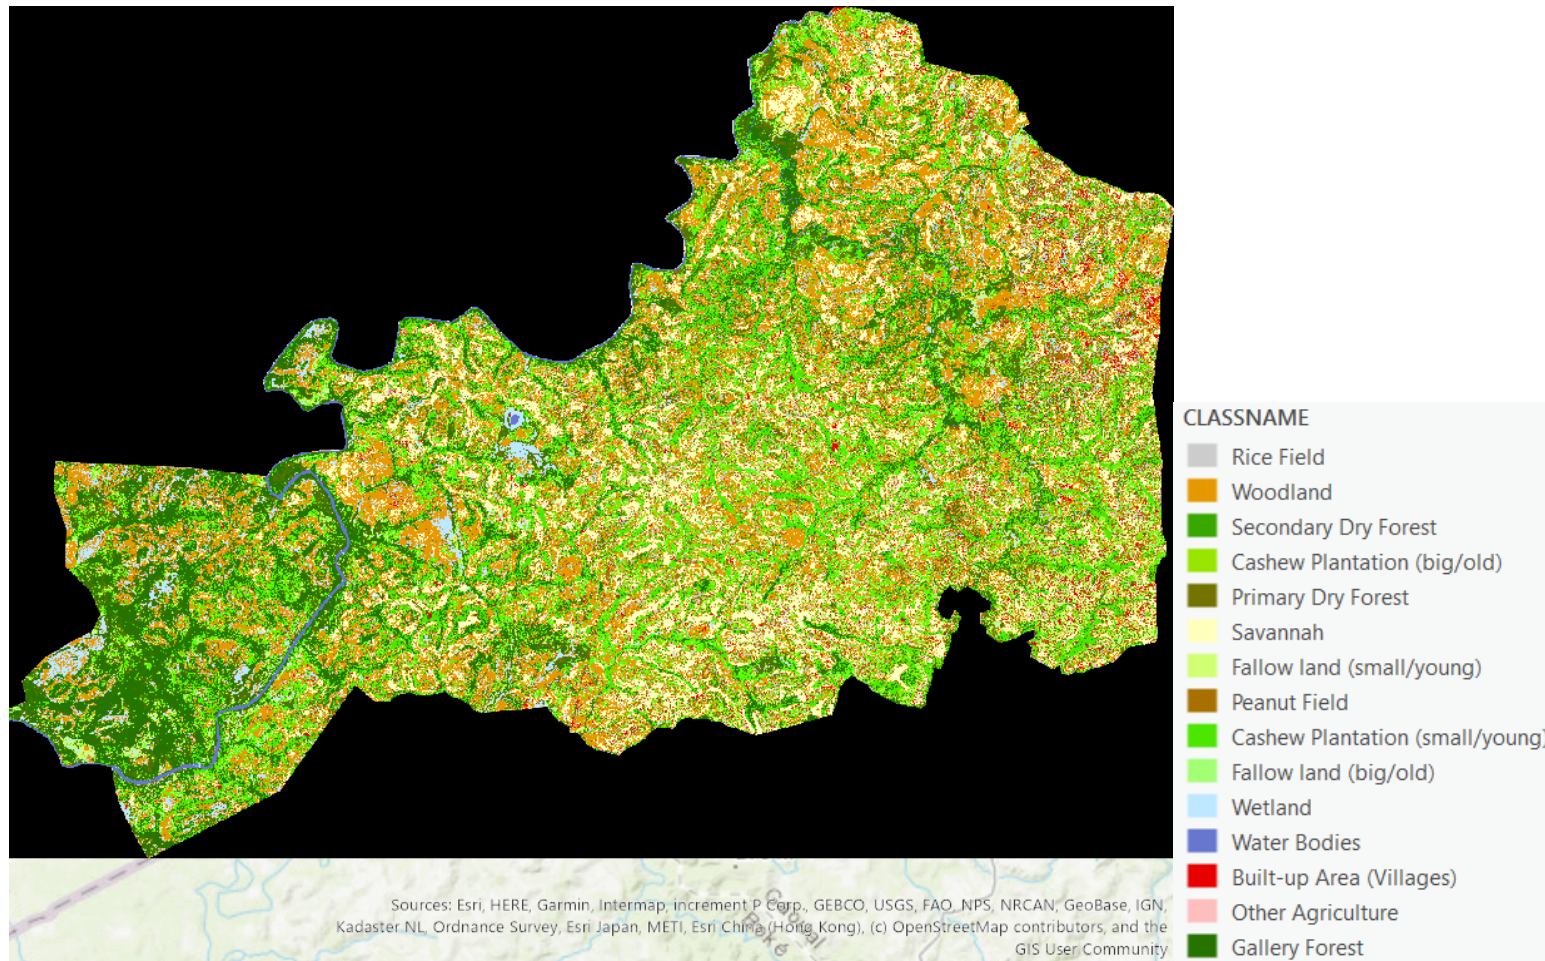 CLASSNAME
Rice Field
Woodland
Secondary Dry Forest
Cashew Plantation (big/old)
Primary Dry Forest
Savannah
Fallow land (small/young)
Peanut Field
Cashew Plantation (small/young)
Fallow land (big/old)
Wetland
Water Bodies
Built-up Area (Villages)
Other Agriculture
Gallery Forest
Boké
Sources: Esri, HERE, Garmin, Intermap, increment P Corp., GEBCO, USGS, FAO, NPS, NRCAN, GeoBase, IGN,
Kadaster NL, Ordnance Survey, Esri Japan, METI, Esri China (Hong Kong), (c) OpenStreetMap contributors, and the
GIS User Community